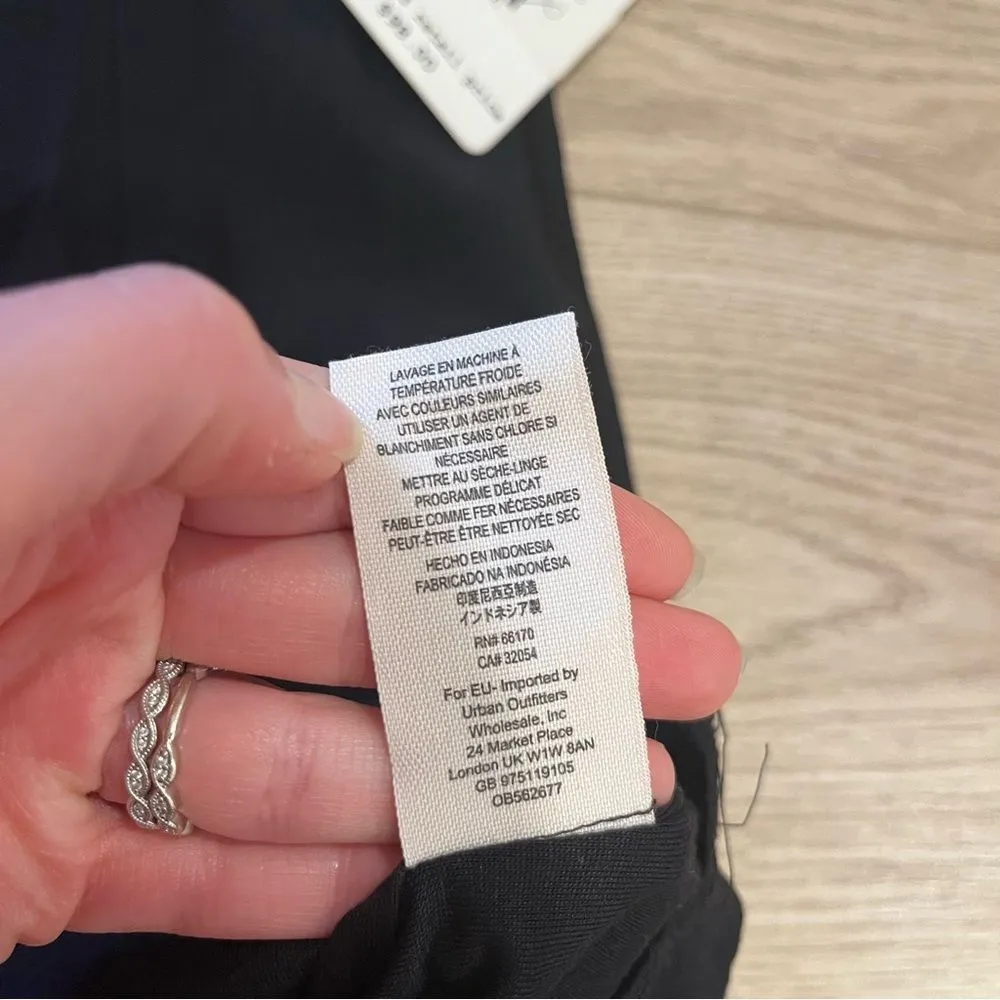 LAVAGE EN MACHINE À
TEMPÉRATURE FROIDE
AVEC COULEURS SIMILAIRES
UTILISER UN AGENT DE
BLANCHIMENT SANS CHLORE SI
NÉCESSAIRE
METTRE AU SÈCHE-LINGE
PROGRAMME DÉLICAT
FAIBLE COMME FER NÉCESSAIRES
PEUT-ÊTRE ÊTRE NETTOYÉE SEC
HECHO EN INDONESIA
FABRICADO NA INDONÉSIA
印度尼西亞制造
インドネシア製
RN# 66170
CA# 32054
For EU- Imported by
Urban Outfitters
Wholesale, Inc
24 Market Place
London UK W1W 8AN
GB 975119105
OB562677